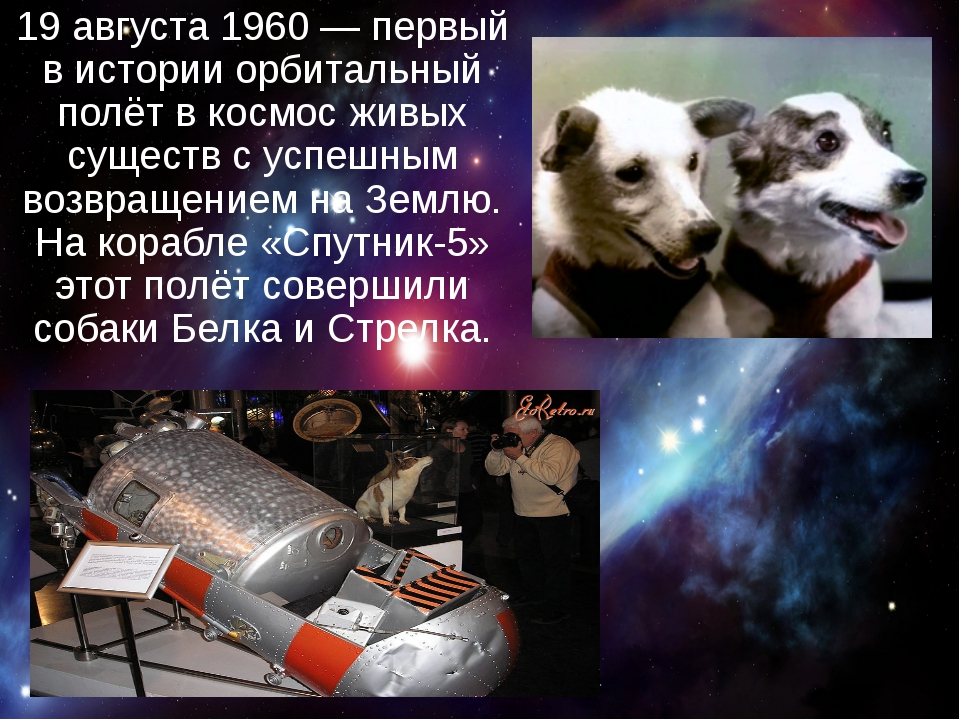 19 августа 1960 — первый
в истории орбитальный
полёт в космос живых
существ с успешным
возвращением на Землю.
На корабле «Спутник-5»
этот полёт совершили
собаки Белка и Стрелка.
GoRetro.ru